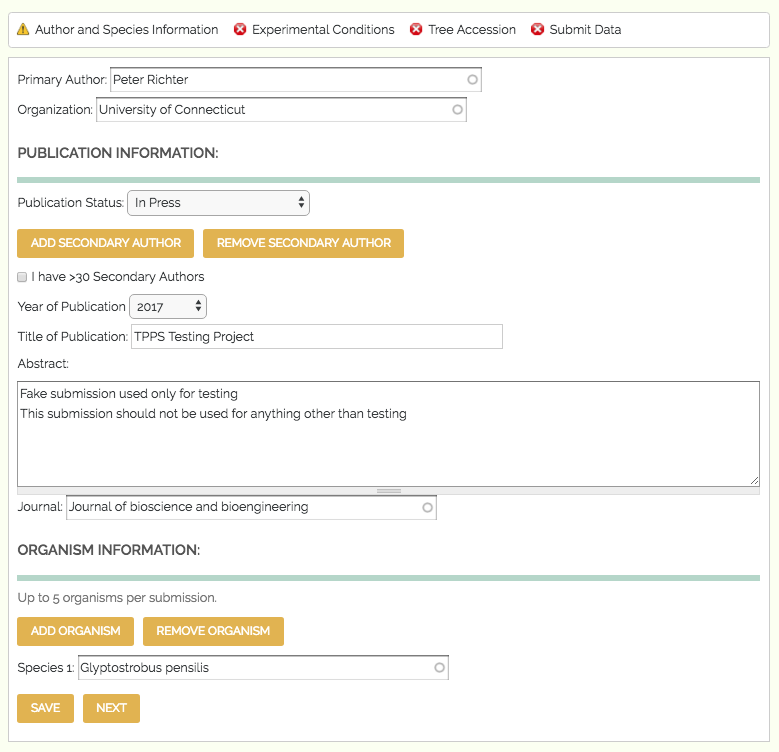 Author and Species Information Experimental Conditions Tree Accession Submit Data
Primary Author: Peter Richter
Organization: University of Connecticut
PUBLICATION INFORMATION:
Publication Status: In Press
ADD SECONDARY AUTHOR REMOVE SECONDARY AUTHOR
I have >30 Secondary Authors
Year of Publication 2017
Title of Publication: TPPS Testing Project
Abstract:
Fake submission used only for testing
This submission should not be used for anything other than testing
Journal: Journal of bioscience and bioengineering
ORGANISM INFORMATION:
Up to 5 organisms per submission.
ADD ORGANISM REMOVE ORGANISM
Species 1: Glyptostrobus pensilis
SAVE NEXT